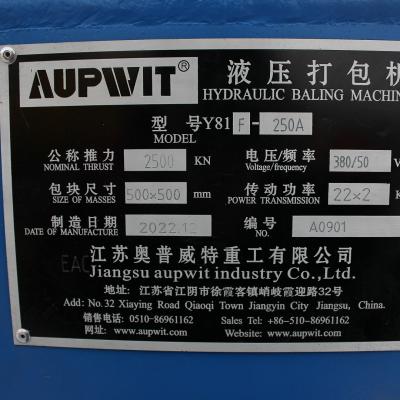 AUPWIT®
液压打包机
HYDRAULIC BALING MACHIN
型 号Y81 F - 250A
MODEL
公称推力 2500 KN 电压/频率 380/50
NOMINAL THRUST Voltage/frequency
包块尺寸 500×500 mm 传动功率 22×2 K
SIZE OF MASSES POWER TRANSMISSION
制造日期 2022.12 编 号 A0901
DATE OF MANUFACTURE
EAC
江苏奥普威特重工有限公司
Jiangsu aupwit industry Co.,Ltd.
地址:江苏省江阴市徐霞客镇峭岐霞迎路32号
Add: No.32 Xiaying Road Qiaoqi Town Jiangyin City Jiangsu, China.
销售电话: 0510-86961162 Sales Tel : +86-510-86961162
网址: www.aupwit.com Website: www.aupwit.com